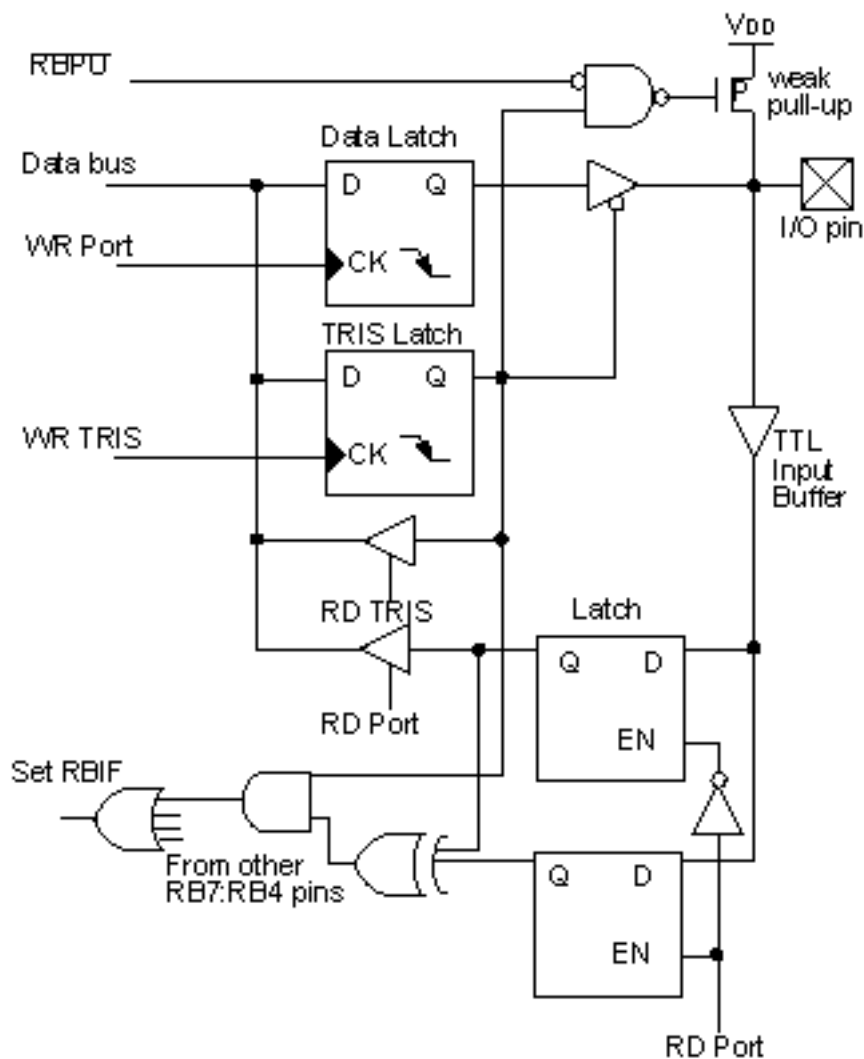 VDD
RBPU
weak
pull-up
Data Latch
Data bus
D
Q
I/O pin
WR Port
CK
TRIS Latch
D
Q
WR TRIS
CK
TTL
Input
Buffer
RD TRIS
Latch
Q
D
RD Port
EN
Set RBIF
From other
RB7:RB4 pins
Q
D
EN
RD Port
P